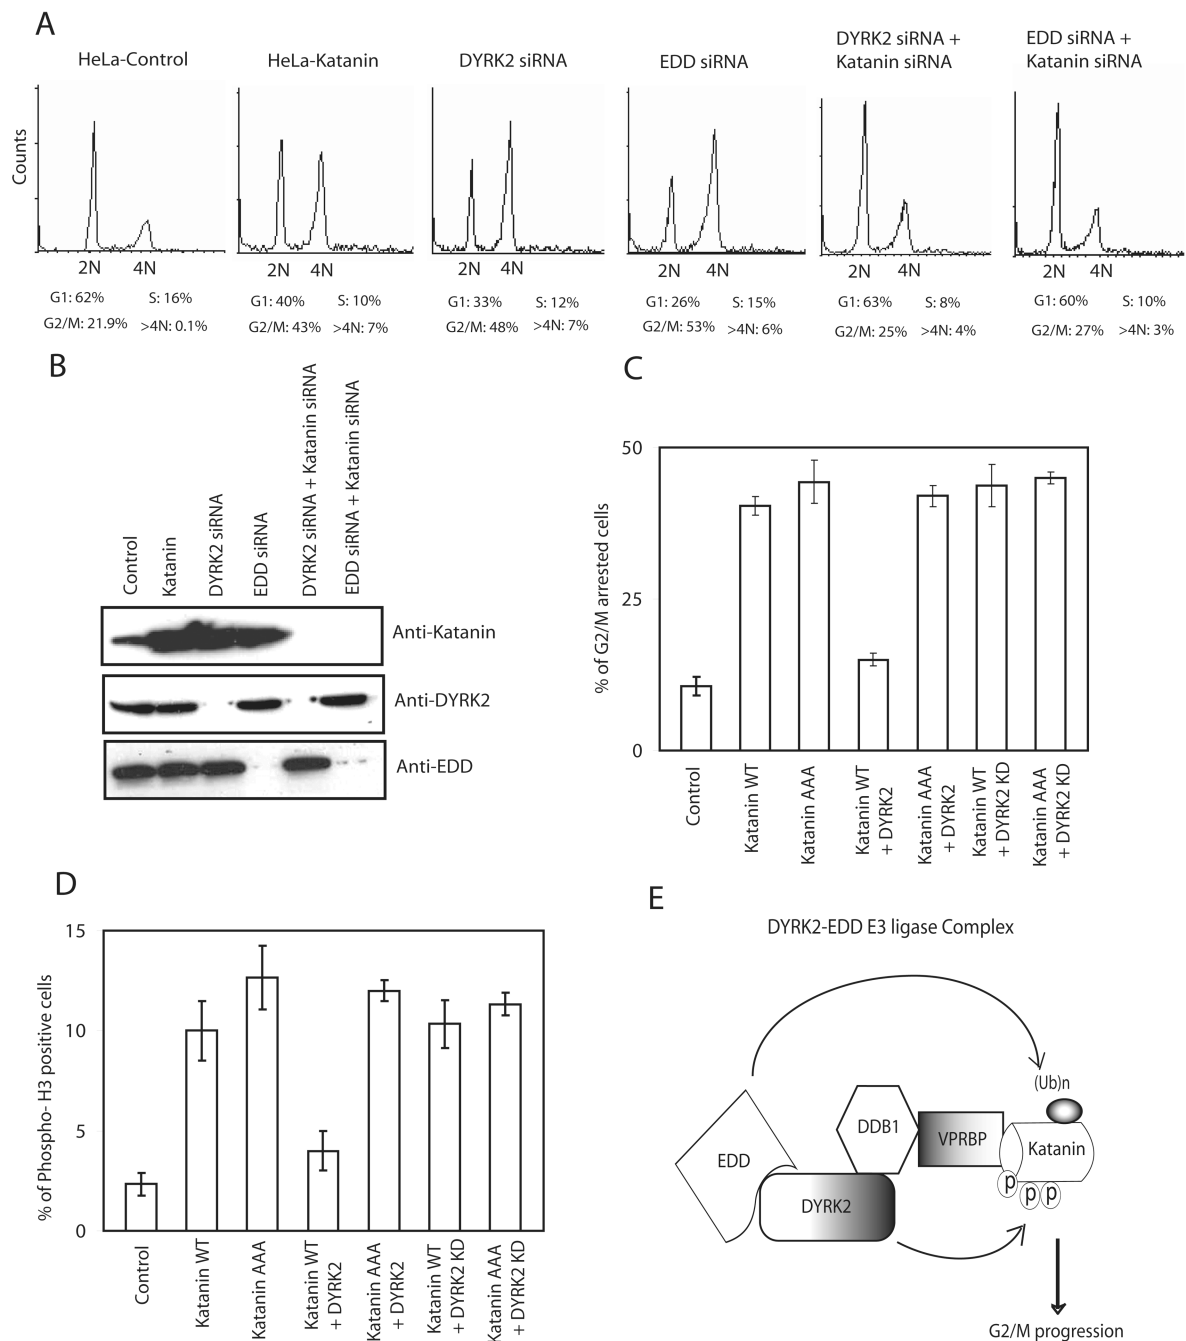 A
HeLa-Control
HeLa-Katanin
DYRK2 siRNA
EDD siRNA
DYRK2 siRNA +
Katanin siRNA
EDD siRNA +
Katanin siRNA
Counts
2N 4N
2N 4N
2N 4N
2N 4N
2N 4N
2N 4N
G1: 62% S: 16%
G2/M: 21.9% >4N: 0.1%
G1: 40% S: 10%
G2/M: 43% >4N: 7%
G1: 33% S: 12%
G2/M: 48% >4N: 7%
G1: 26% S: 15%
G2/M: 53% >4N: 6%
G1: 63% S: 8%
G2/M: 25% >4N: 4%
G1: 60% S: 10%
G2/M: 27% >4N: 3%
B
Control
Katanin
DYRK2 siRNA
EDD siRNA
DYRK2 siRNA + Katanin siRNA
EDD siRNA + Katanin siRNA
Anti-Katanin
Anti-DYRK2
Anti-EDD
C
% of G2/M arrested cells
50
25
0
Control
Katanin WT
Katanin AAA
Katanin WT
+ DYRK2
Katanin AAA
+ DYRK2
Katanin WT
+ DYRK2 KD
Katanin AAA
+ DYRK2 KD
D
% of Phospho- H3 positive cells
15
10
5
0
Control
Katanin WT
Katanin AAA
Katanin WT
+ DYRK2
Katanin AAA
+ DYRK2
Katanin WT
+ DYRK2 KD
Katanin AAA
+ DYRK2 KD
E
DYRK2-EDD E3 ligase Complex
(Ub)n
DDB1
VPRBP
Katanin
EDD
p
p p
DYRK2
G2/M progression